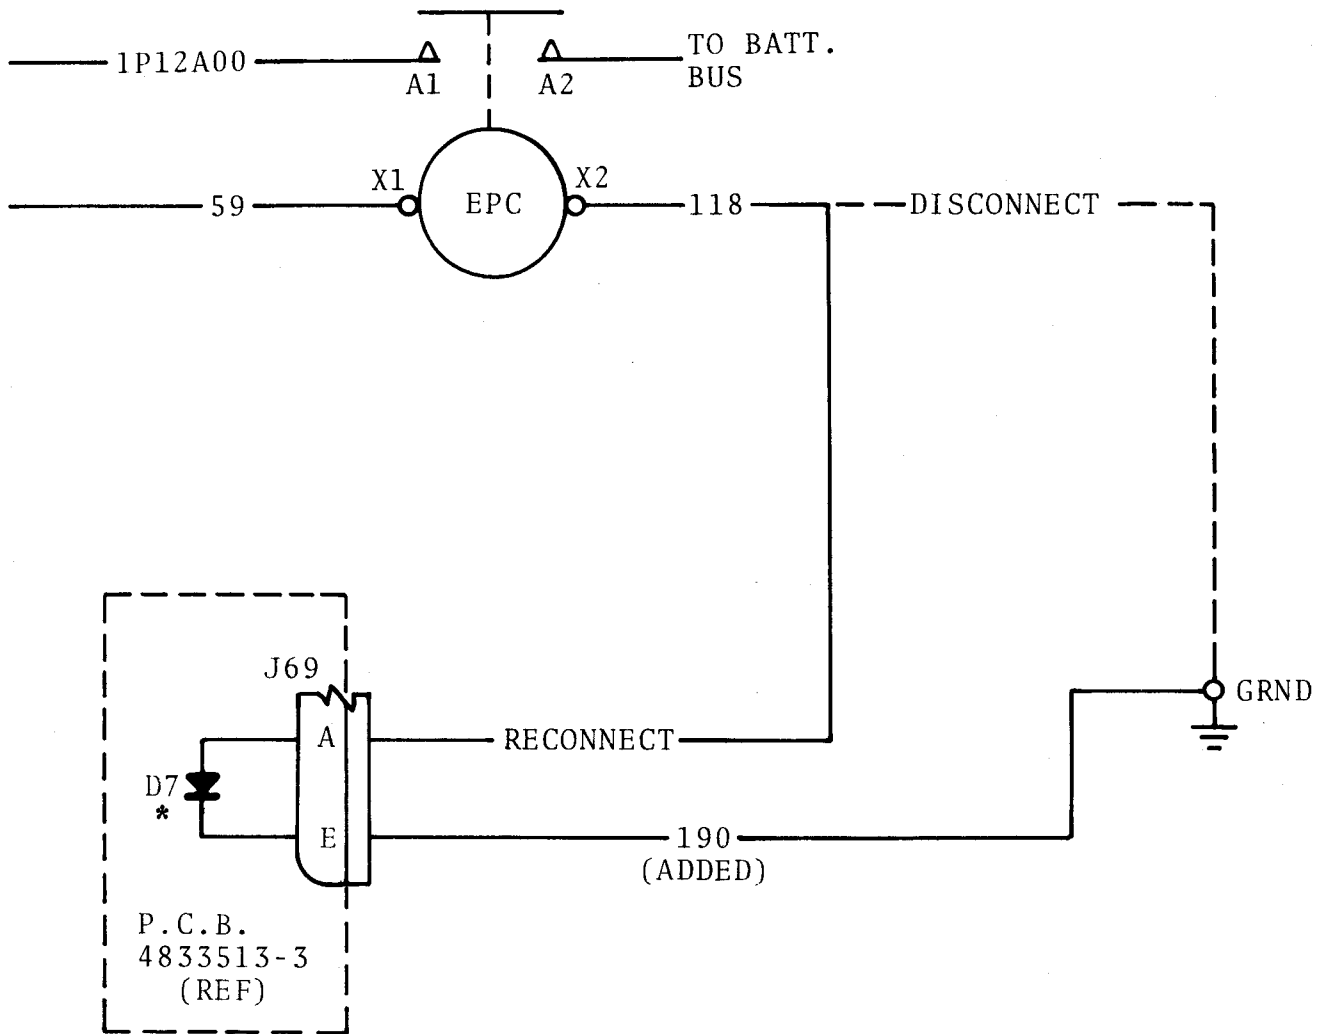 1P12A00
A1
A2
TO BATT.
BUS
59
X1
EPC
X2
118
DISCONNECT
J69
GRND
A
RECONNECT
D7
*
E
190
(ADDED)
P.C.B.
4833513-3
(REF)